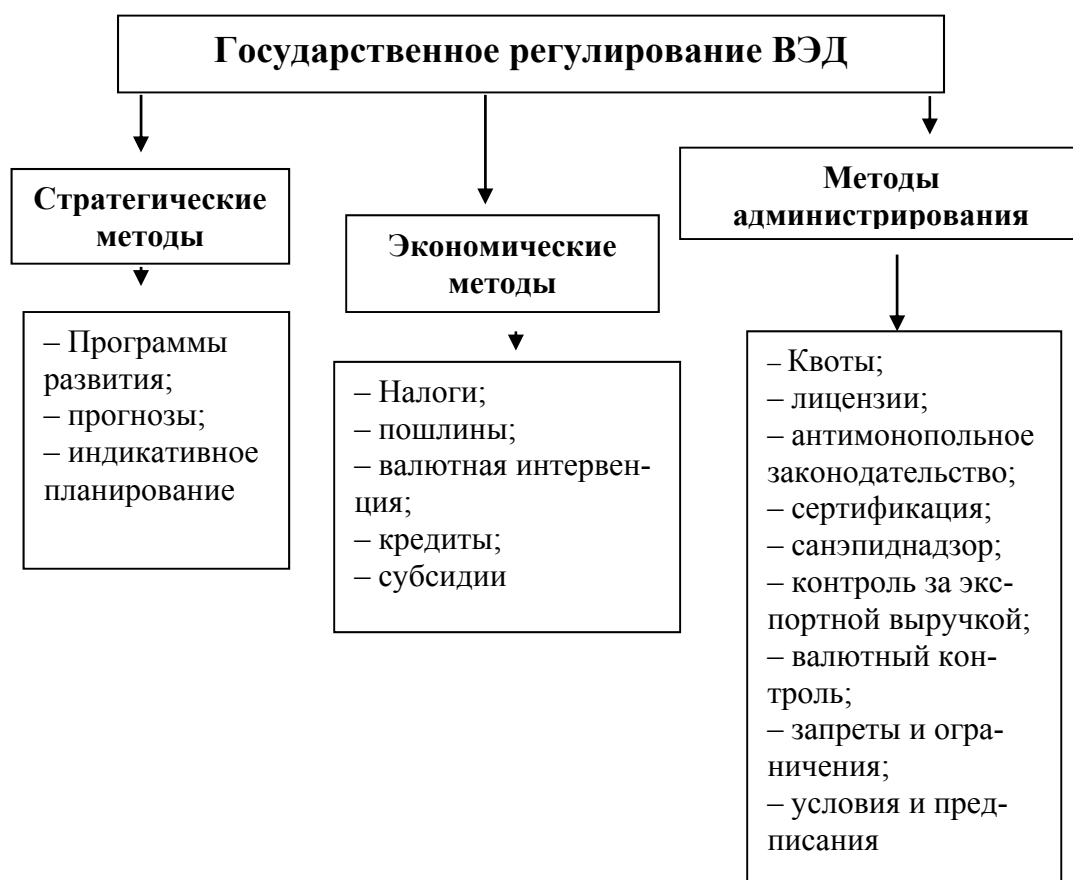 Государственное регулирование ВЭД
Стратегические
методы
– Программы
развития;
– прогнозы;
– индикативное
планирование
Экономические
методы
– Налоги;
– пошлины;
– валютная интервен-
ция;
– кредиты;
– субсидии
Методы
администрирования
– Квоты;
– лицензии;
– антимонопольное
законодательство;
– сертификация;
– санэпиднадзор;
– контроль за экс-
портной выручкой;
– валютный кон-
троль;
– запреты и огра-
ничения;
– условия и пред-
писания